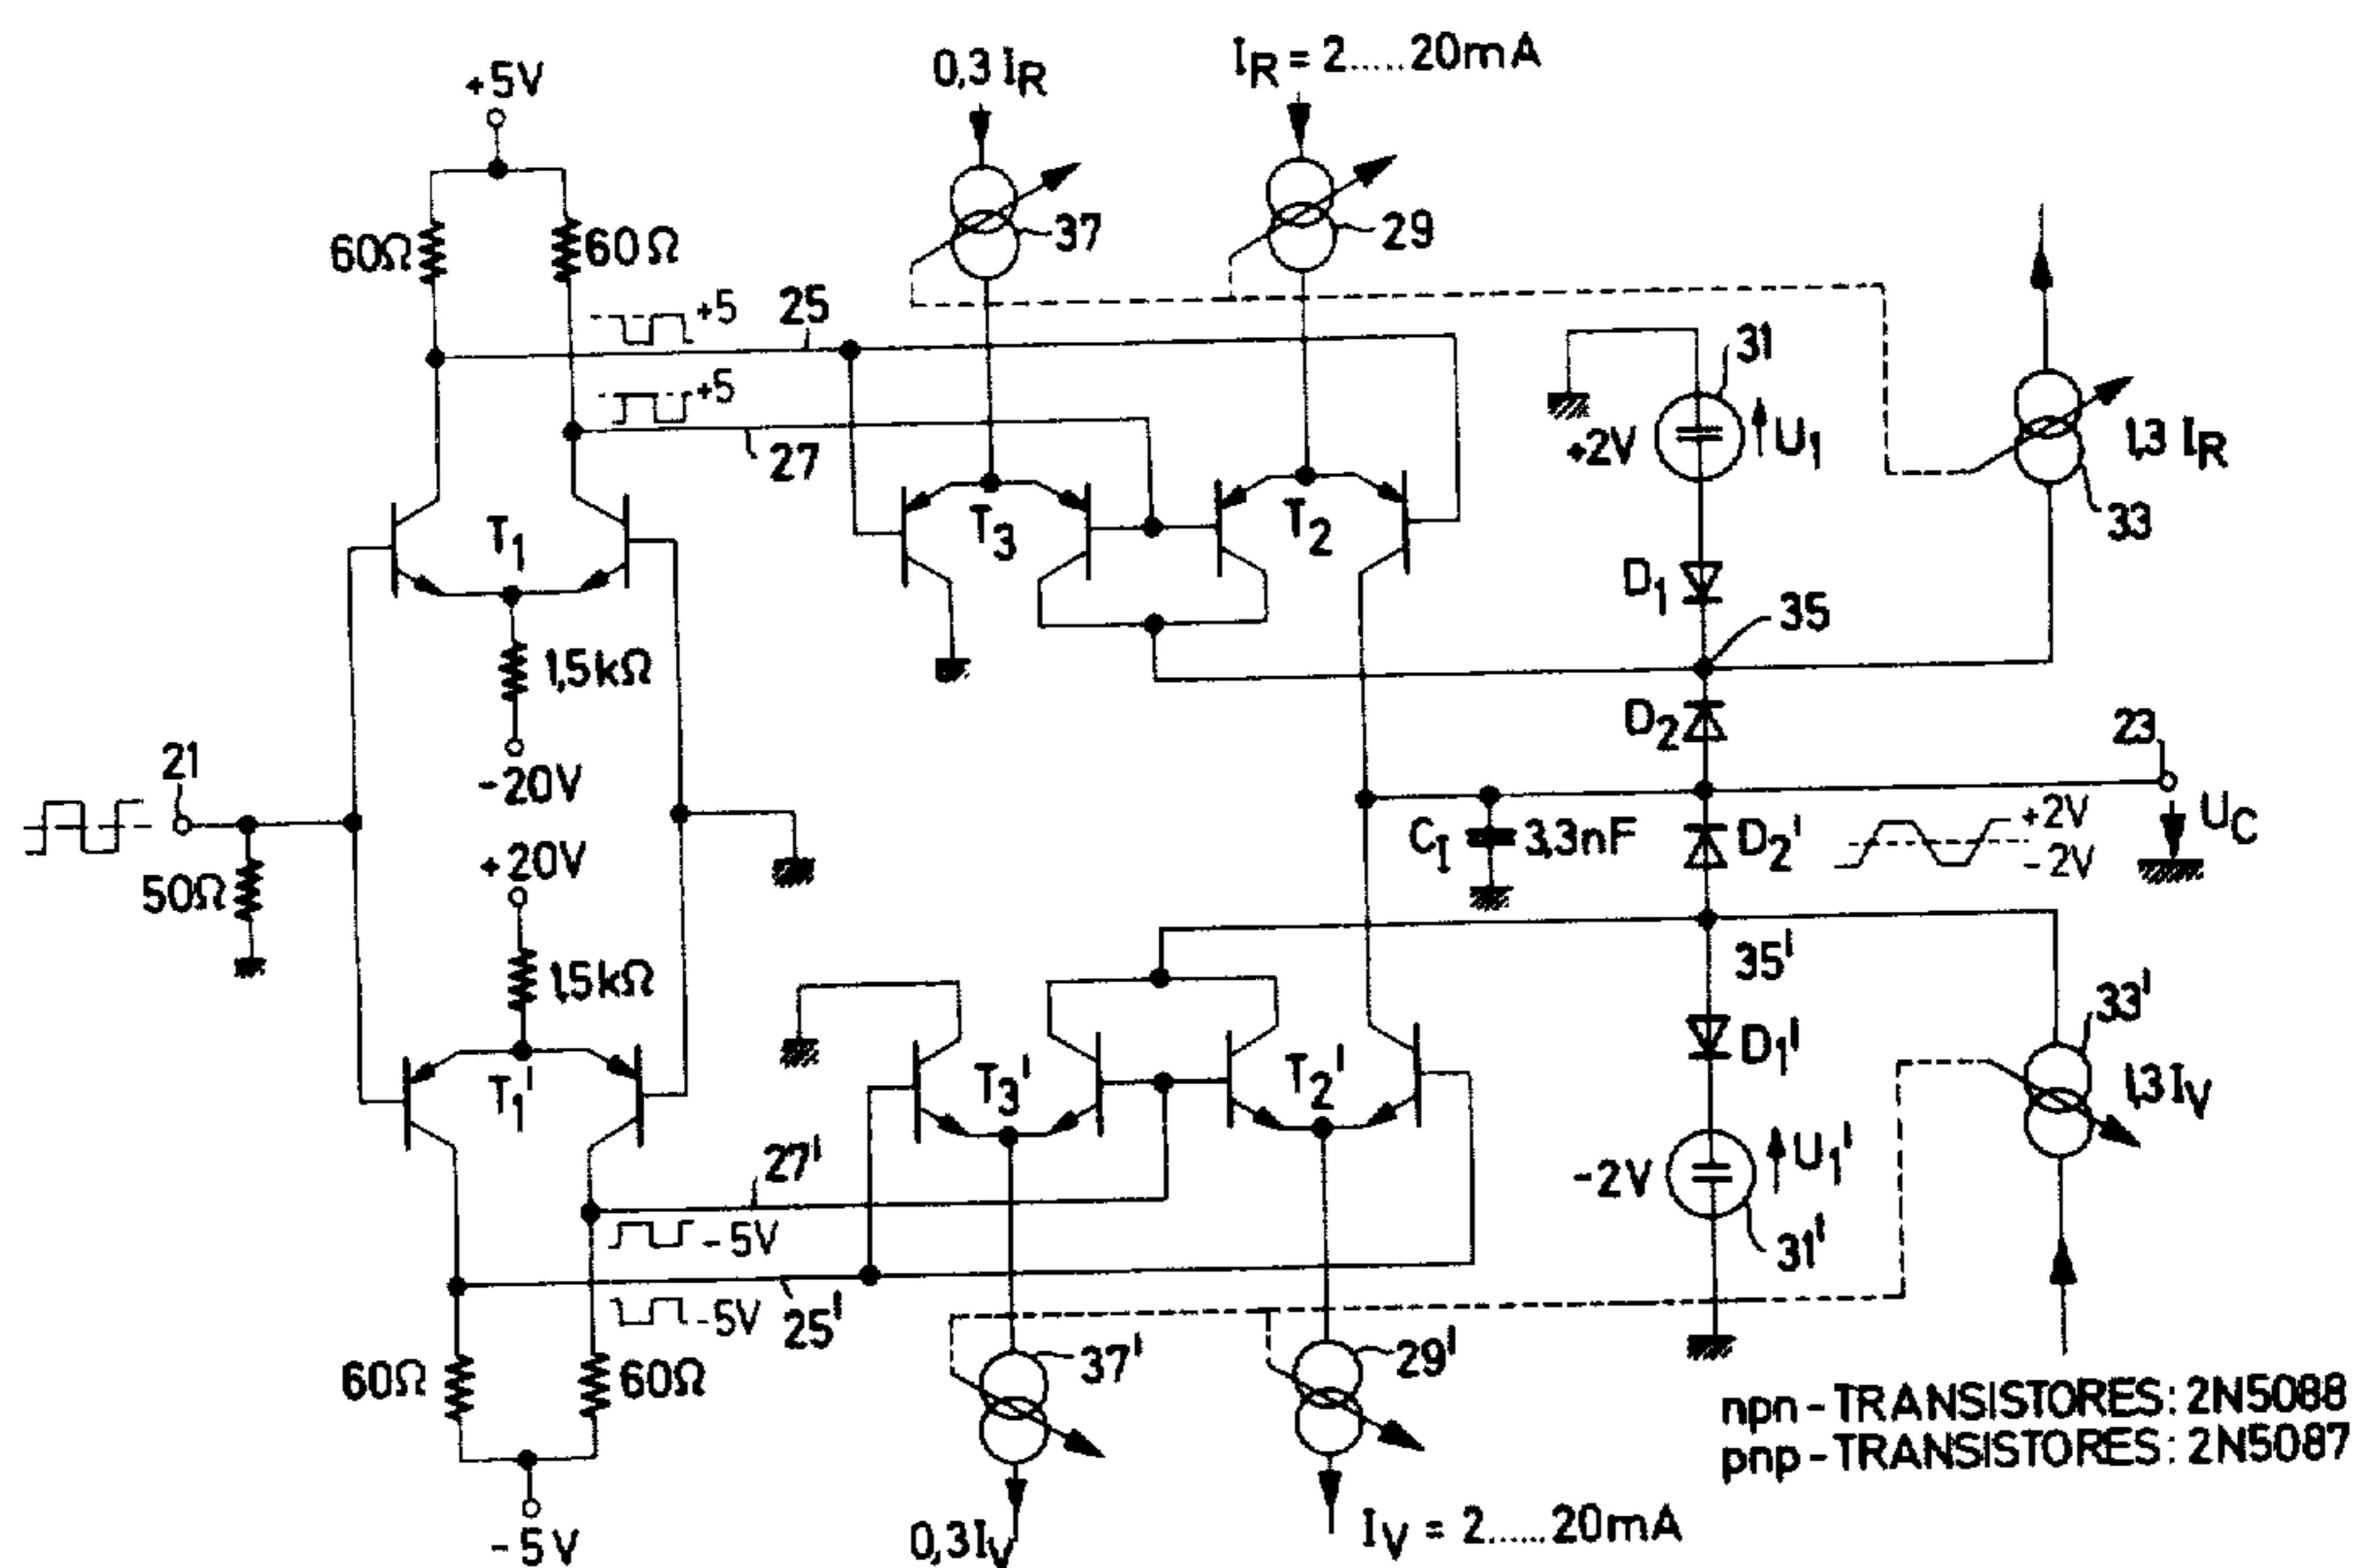 +5V
0,3 IR
IR = 2.....20mA
60Ω
60Ω
37
29
+5
25
+5
27
31
+2V
U1
1,3 IR
33
T1
T3
T2
D1
35
1,5kΩ
-20V
D2
23
21
+20V
50Ω
CI
3,3nF
D2'
+2V
-2V
UC
1,5kΩ
35'
33'
T1'
T3'
T2'
D1'
1,3 IV
27'
-2V
U1'
-5V
31'
25'
-5V
60Ω
60Ω
37'
29'
-5V
0,3 IV
IV = 2......20mA
npn-TRANSISTORES: 2N5088
pnp-TRANSISTORES: 2N5087